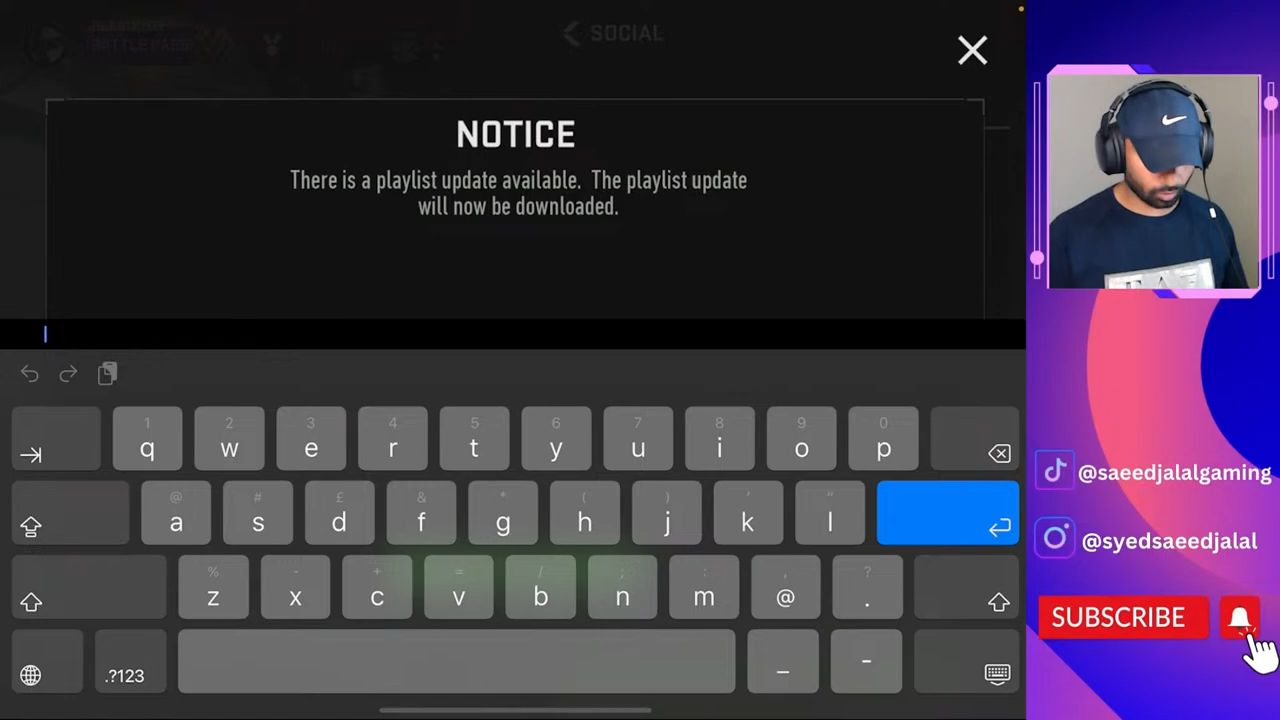 SOCIAL
NOTICE
There is a playlist update available. The playlist update
will now be downloaded.
1 2 3 4 5 6 7 8 9 0
q w e r t y u i o p
@ # £ & * ( ) ' "
a s d f g h j k l
% - + = / ; : , ?
z x c v b n m @ .
.?123 _ -
@saeedjalalgaming
@syedsaeedjalal
SUBSCRIBE